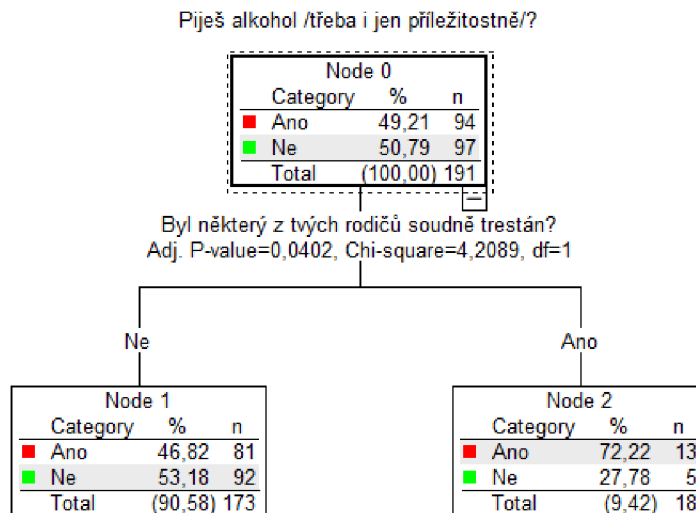 Piješ alkohol /třeba i jen příležitostně/?
Node 0
Category % n
Ano 49,21 94
Ne 50,79 97
Total (100,00) 191
Byl některý z tvých rodičů soudně trestán?
Adj. P-value=0,0402, Chi-square=4,2089, df=1
Ne
Ano
Node 1
Category % n
Ano 46,82 81
Ne 53,18 92
Total (90,58) 173
Node 2
Category % n
Ano 72,22 13
Ne 27,78 5
Total (9,42) 18